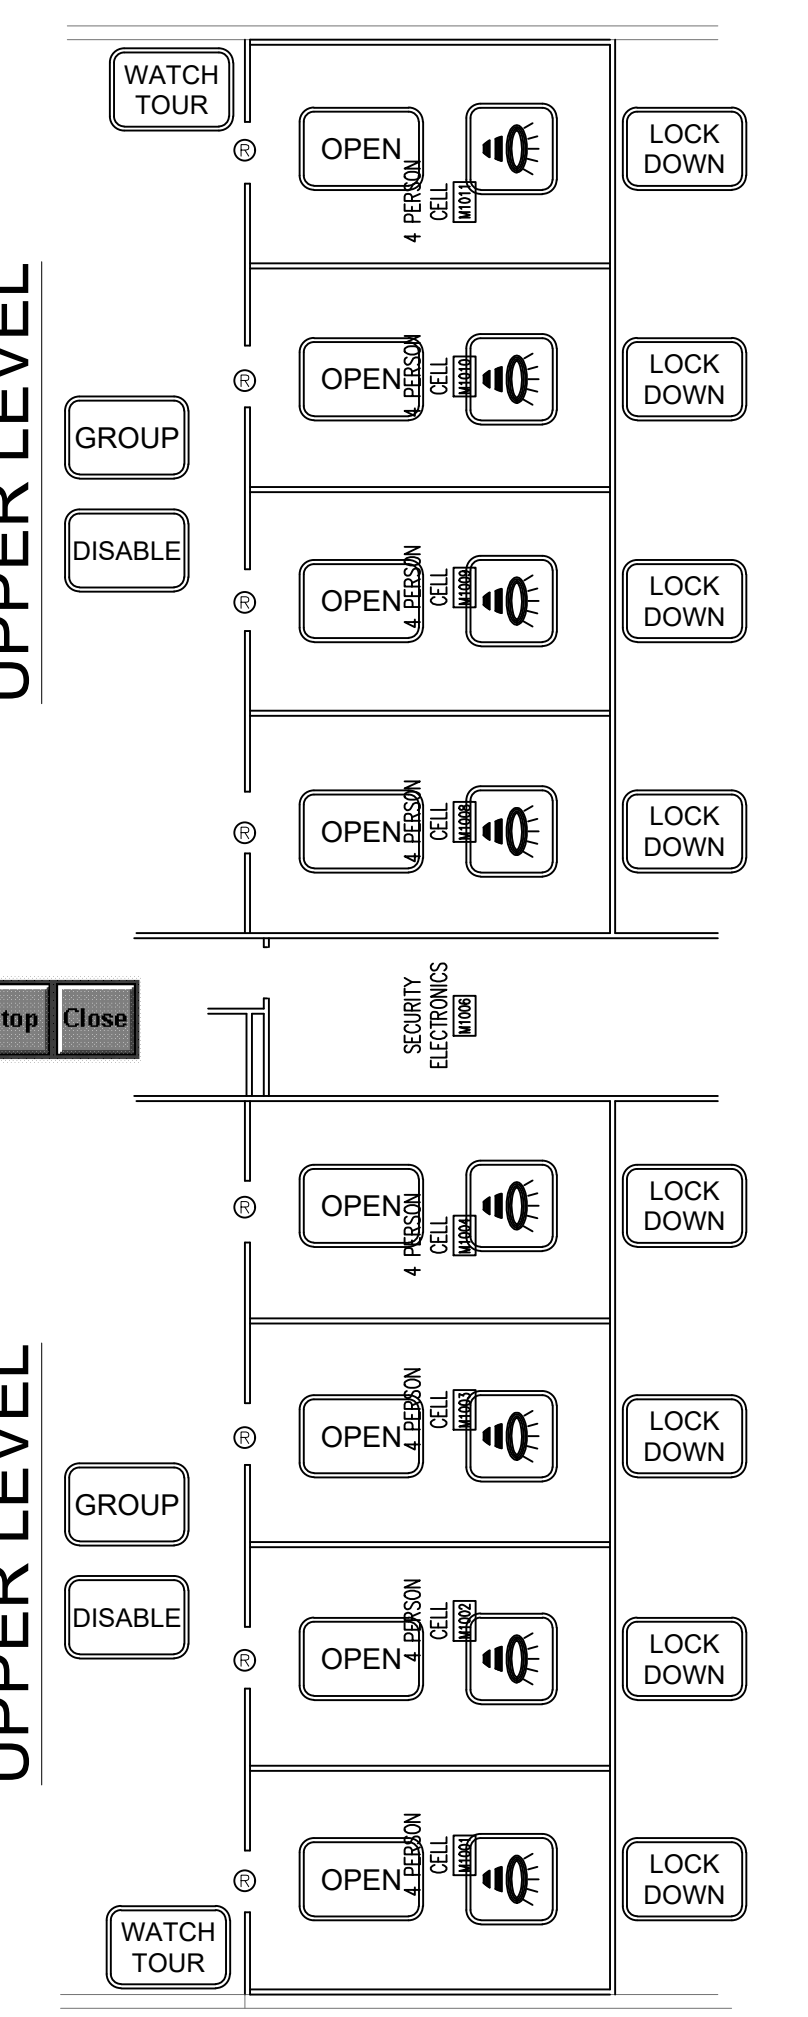 WATCH
TOUR
OPEN
LOCK
DOWN
R
4 PERSON
CELL
M1011
UPPER LEVEL
OPEN
LOCK
DOWN
R
4 PERSON
CELL
M1010
GROUP
DISABLE
OPEN
LOCK
DOWN
R
4 PERSON
CELL
M1009
OPEN
LOCK
DOWN
R
4 PERSON
CELL
M1008
SECURITY
ELECTRONICS
M1006
top
Close
OPEN
LOCK
DOWN
R
4 PERSON
CELL
M1004
UPPER LEVEL
OPEN
LOCK
DOWN
R
4 PERSON
CELL
M1003
GROUP
DISABLE
OPEN
LOCK
DOWN
R
4 PERSON
CELL
M1002
OPEN
LOCK
DOWN
R
4 PERSON
CELL
M1001
WATCH
TOUR